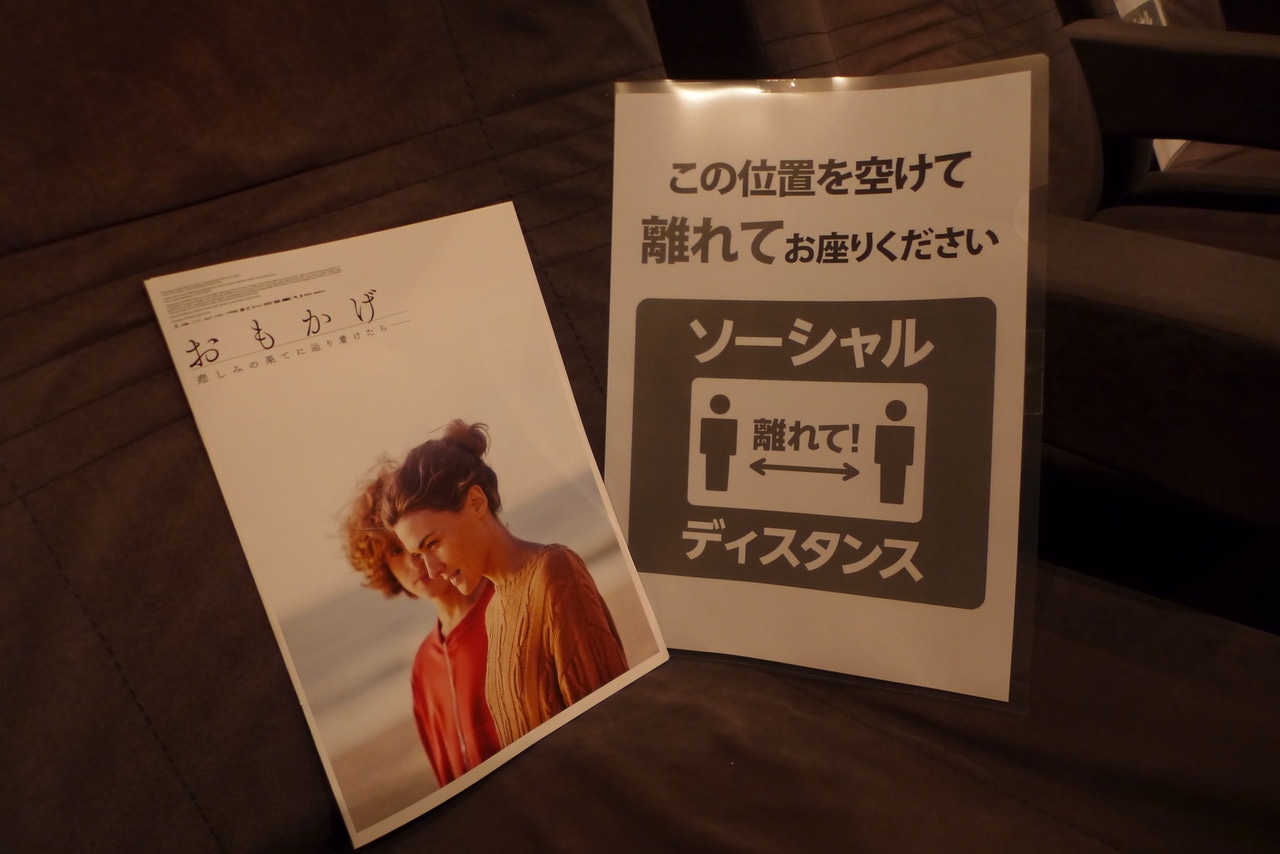 おもかげ
悲しみの果てに辿り着けたら──
この位置を空けて
離れてお座りください
ソーシャル
離れて!
ディスタンス